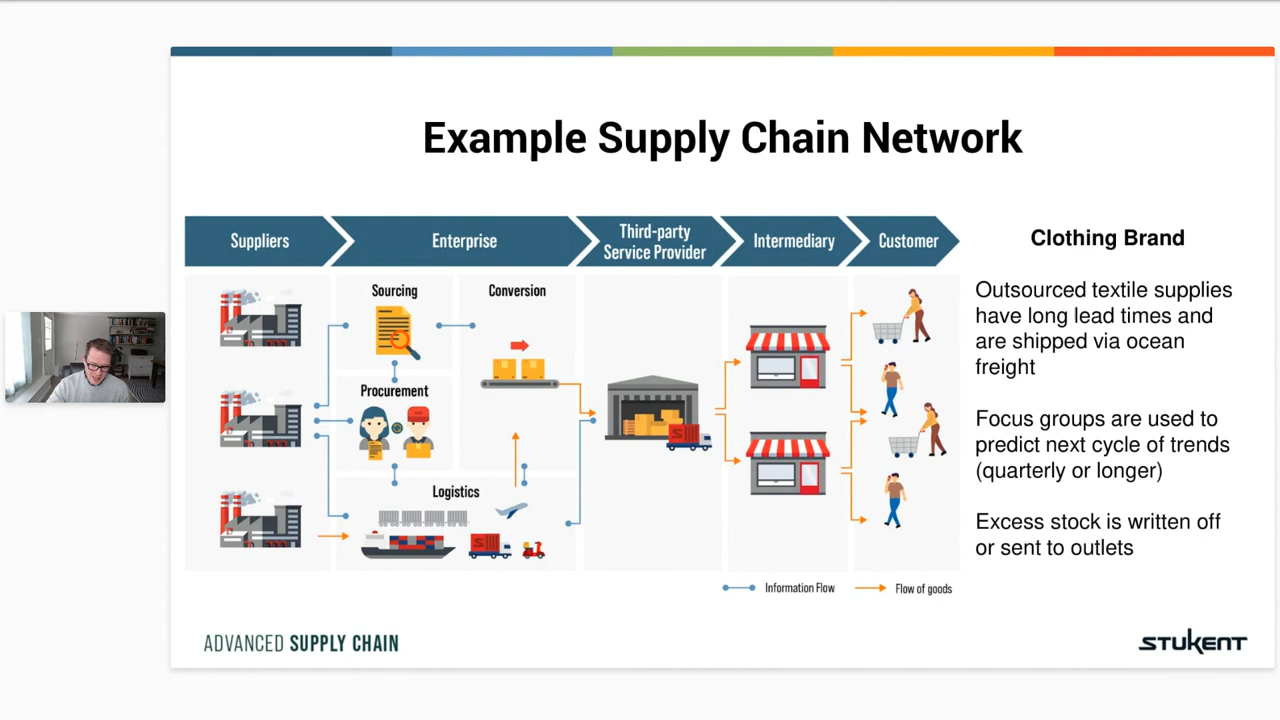 Example Supply Chain Network
Suppliers
Enterprise
Third-party
Service Provider
Intermediary
Customer
Sourcing
Conversion
Procurement
Logistics
Information Flow
Flow of goods
Clothing Brand
Outsourced textile supplies
have long lead times and
are shipped via ocean
freight
Focus groups are used to
predict next cycle of trends
(quarterly or longer)
Excess stock is written off
or sent to outlets
ADVANCED SUPPLY CHAIN
STUKENT